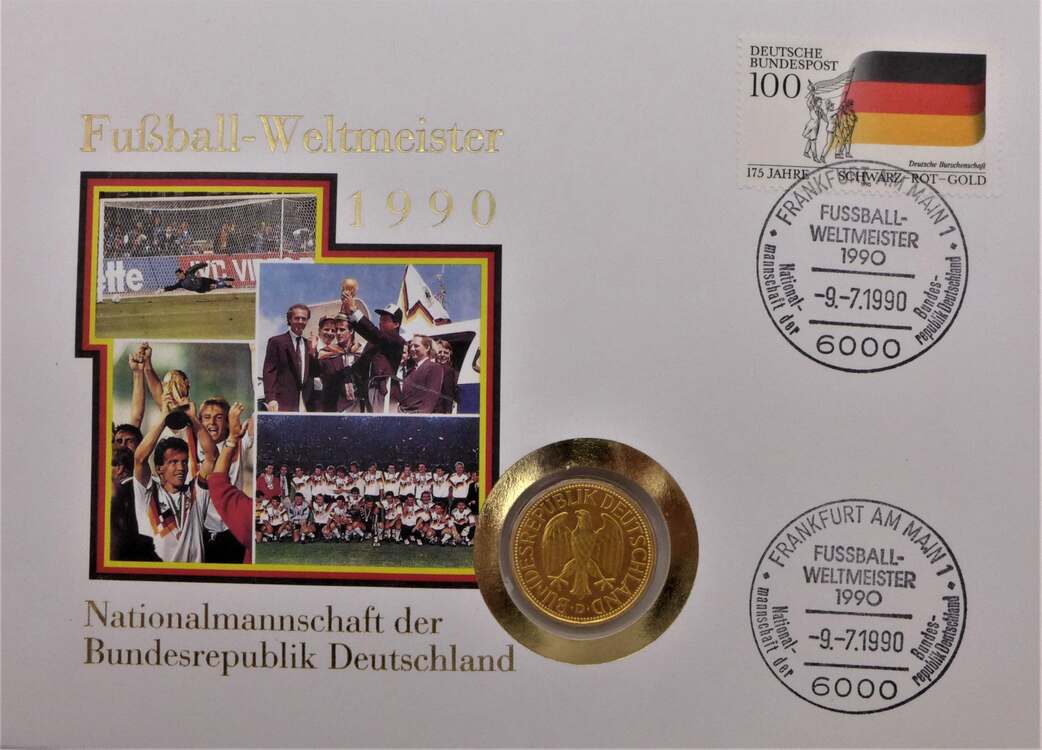 DEUTSCHE
BUNDESPOST
100
Deutsche Burschenschaft
175 JAHRE SCHWARZ-ROT-GOLD
Fußball-Weltmeister
1990
FRANKFURT AM MAIN 1
FUSSBALL-
WELTMEISTER
1990
-9.-7.1990
National-
mannschaft der
Bundes-
republik Deutschland
6000
ette
BUNDESREPUBLIK DEUTSCHLAND
D
Nationalmannschaft der
Bundesrepublik Deutschland
FRANKFURT AM MAIN 1
FUSSBALL-
WELTMEISTER
1990
-9.-7.1990
National-
mannschaft der
Bundes-
republik Deutschland
6000